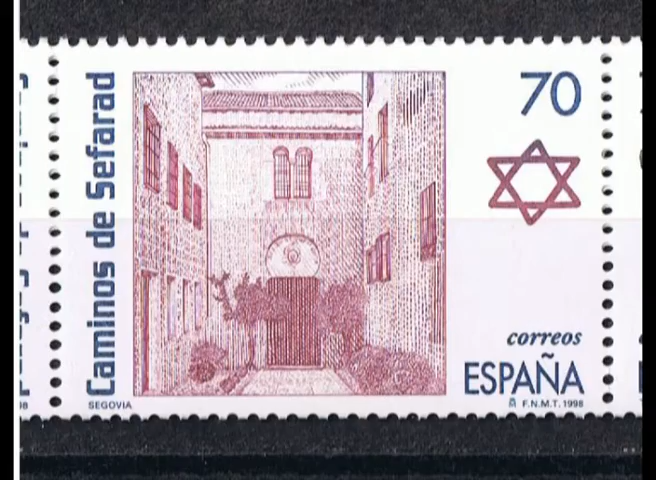 Caminos de Sefarad
70
correos
ESPAÑA
SEGOVIA
F.N.M.T. 1998